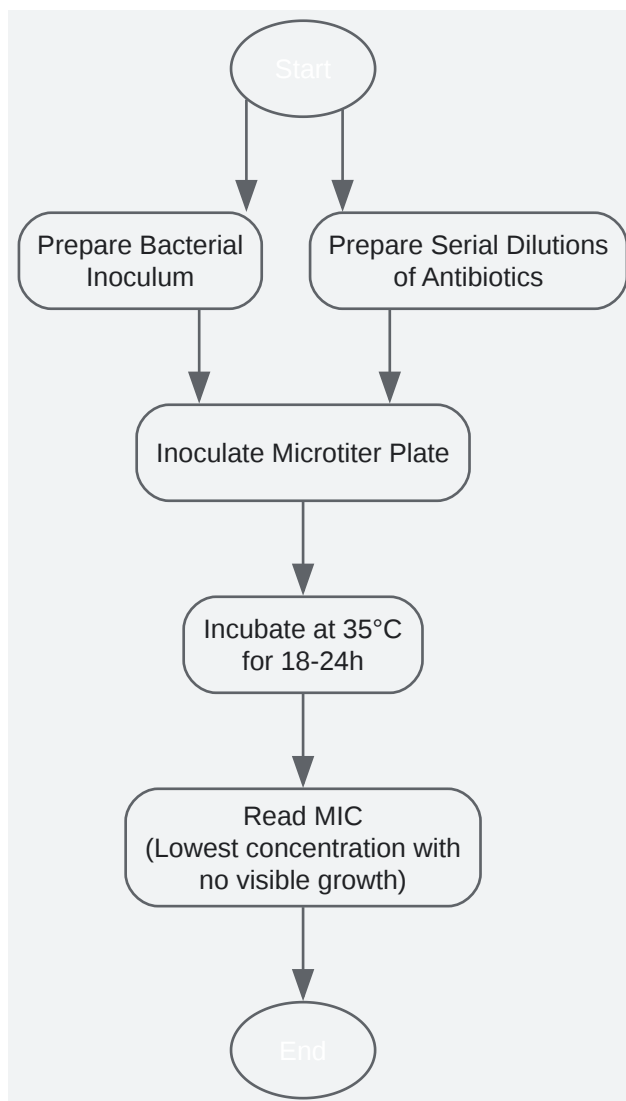 Start
Prepare Bacterial
Inoculum
Prepare Serial Dilutions
of Antibiotics
Inoculate Microtiter Plate
Incubate at 35°C
for 18-24h
Read MIC
(Lowest concentration with
no visible growth)
End